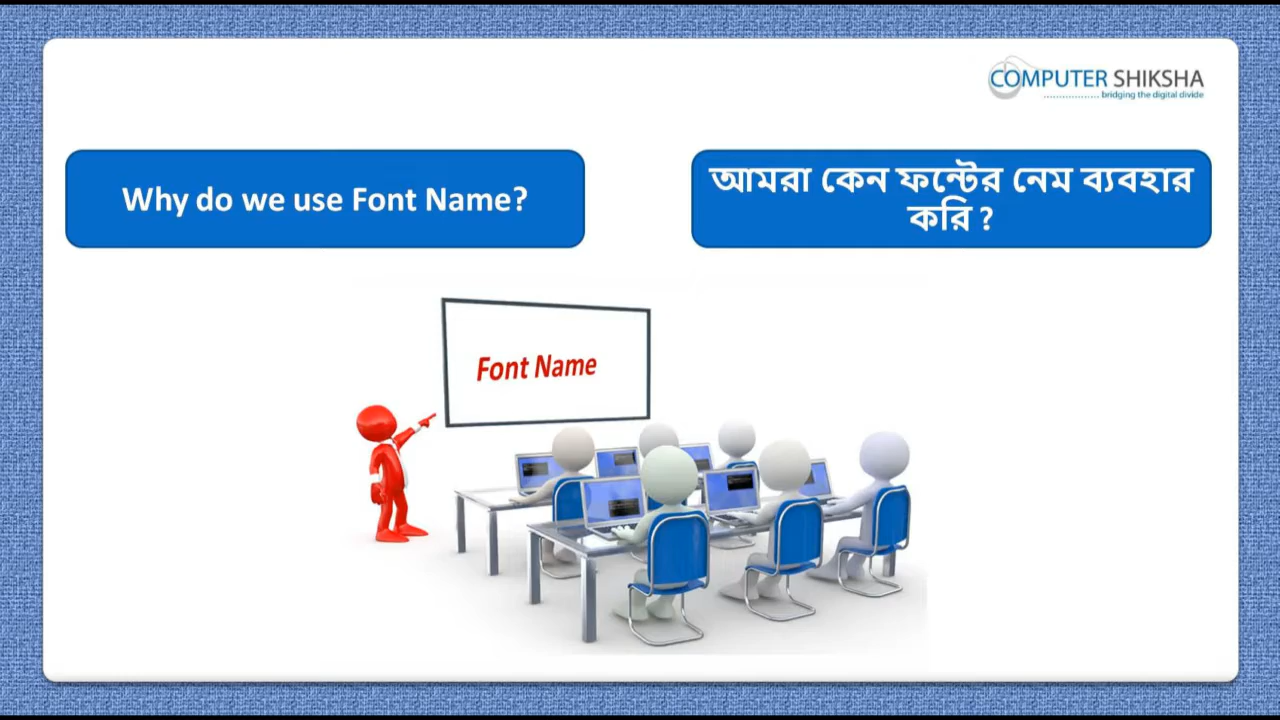 COMPUTER SHIKSHA
bridging the digital divide
Why do we use Font Name?
আমরা কেন ফন্টের নেম ব্যবহার
করি ?
Font Name